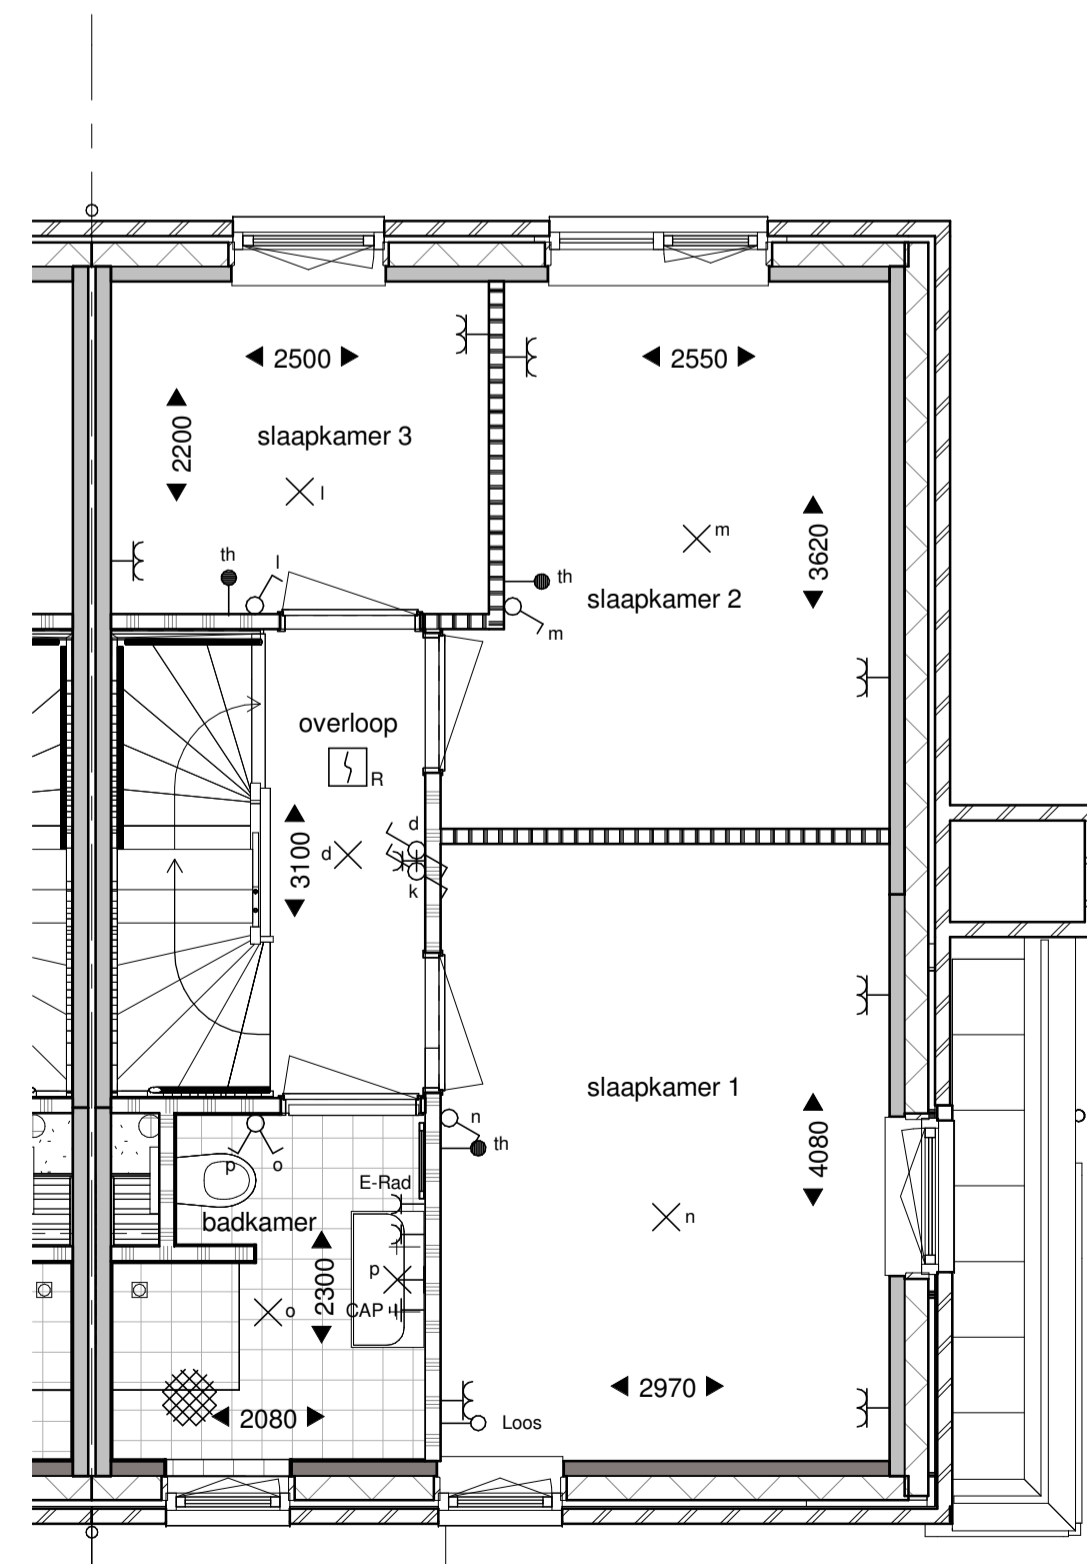 2500
2550
2200
slaapkamer 3
l
m
3620
th
l
th
slaapkamer 2
m
overloop
R
d
3100
d
k
slaapkamer 1
n
th
4080
p
o
E-Rad
badkamer
n
p
2300
o
CAP
2970
2080
Loos